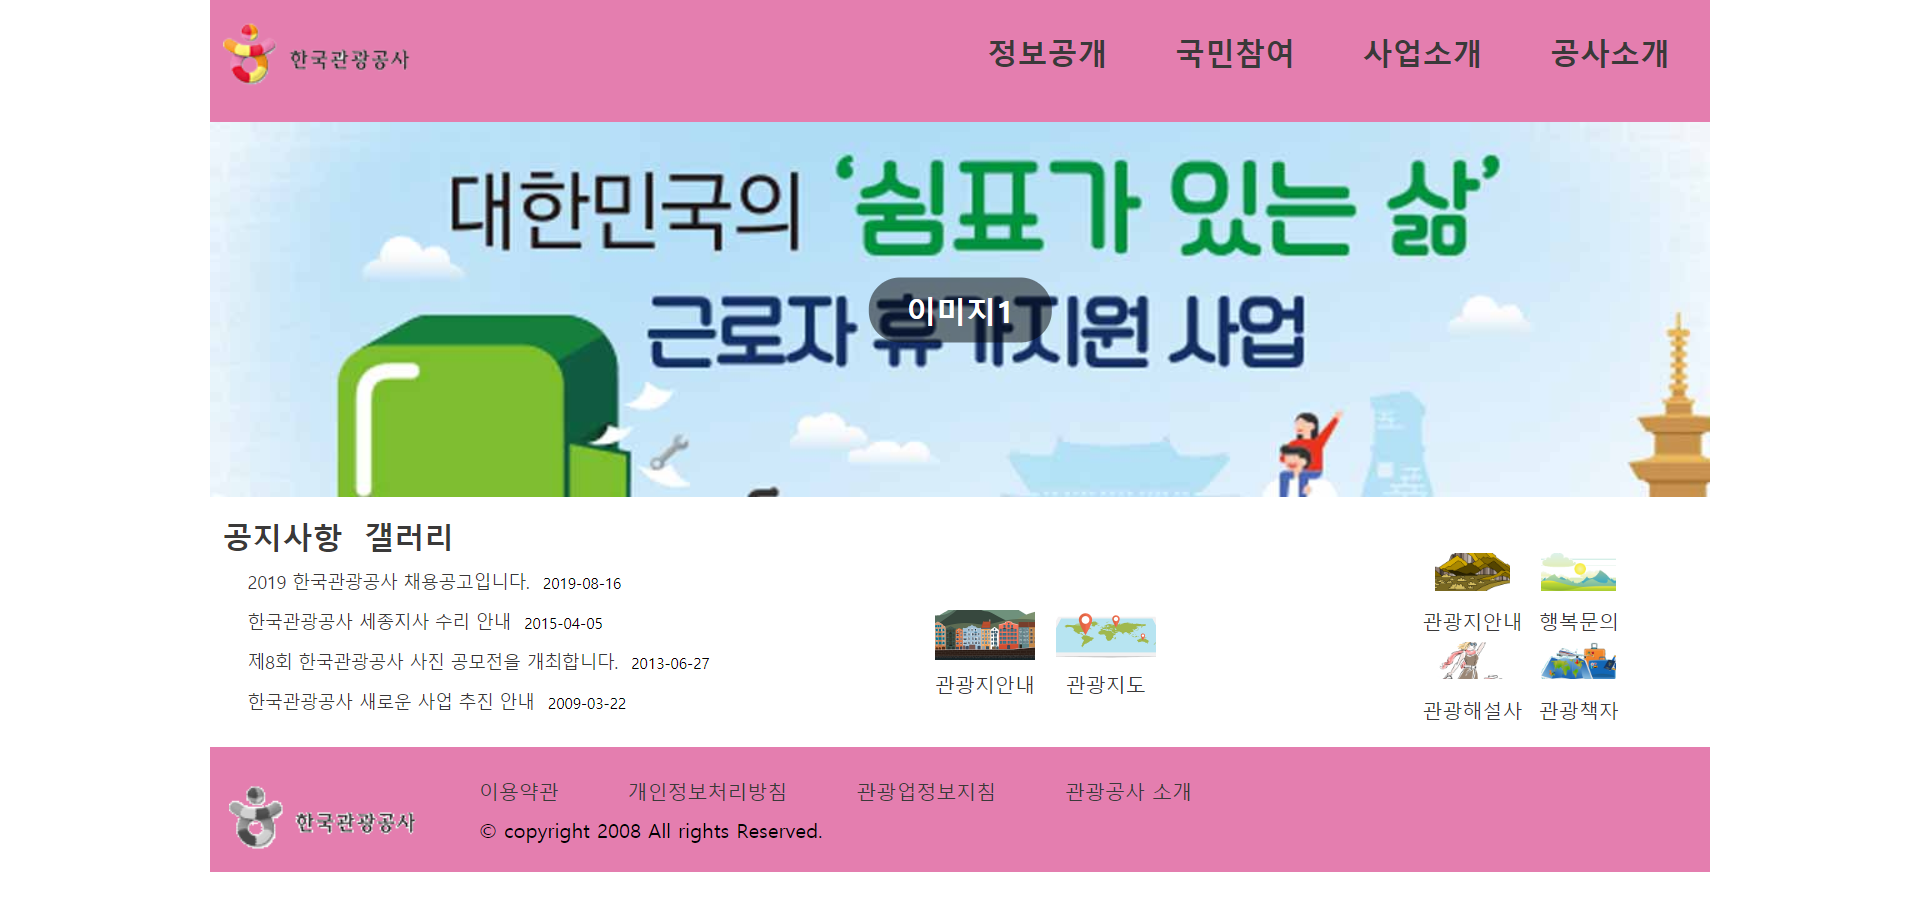 한국관광공사
정보공개 국민참여 사업소개 공사소개
대한민국의 ‘쉼표가 있는 삶’
이미지1
근로자 휴가지원 사업
공지사항 갤러리
2019 한국관광공사 채용공고입니다. 2019-08-16
한국관광공사 세종지사 수리 안내 2015-04-05
제8회 한국관광공사 사진 공모전을 개최합니다. 2013-06-27
한국관광공사 새로운 사업 추진 안내 2009-03-22
관광지안내 관광지도
관광지안내 행복문의
관광해설사 관광책자
한국관광공사
이용약관 개인정보처리방침 관광업정보지침 관광공사 소개
© copyright 2008 All rights Reserved.